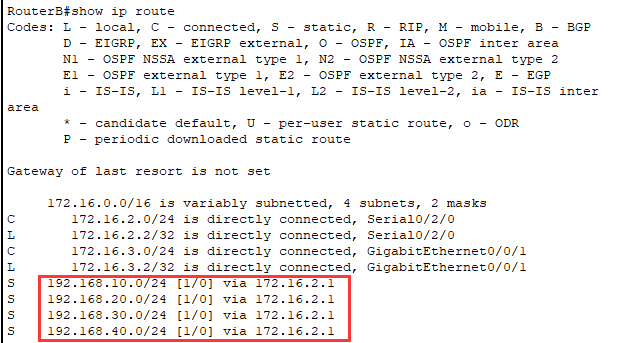 RouterB#show ip route
Codes: L - local, C - connected, S - static, R - RIP, M - mobile, B - BGP
D - EIGRP, EX - EIGRP external, O - OSPF, IA - OSPF inter area
N1 - OSPF NSSA external type 1, N2 - OSPF NSSA external type 2
E1 - OSPF external type 1, E2 - OSPF external type 2, E - EGP
i - IS-IS, L1 - IS-IS level-1, L2 - IS-IS level-2, ia - IS-IS inter
area
* - candidate default, U - per-user static route, o - ODR
P - periodic downloaded static route
Gateway of last resort is not set
172.16.0.0/16 is variably subnetted, 4 subnets, 2 masks
C 172.16.2.0/24 is directly connected, Serial0/2/0
L 172.16.2.2/32 is directly connected, Serial0/2/0
C 172.16.3.0/24 is directly connected, GigabitEthernet0/0/1
L 172.16.3.2/32 is directly connected, GigabitEthernet0/0/1
S 192.168.10.0/24 [1/0] via 172.16.2.1
S 192.168.20.0/24 [1/0] via 172.16.2.1
S 192.168.30.0/24 [1/0] via 172.16.2.1
S 192.168.40.0/24 [1/0] via 172.16.2.1